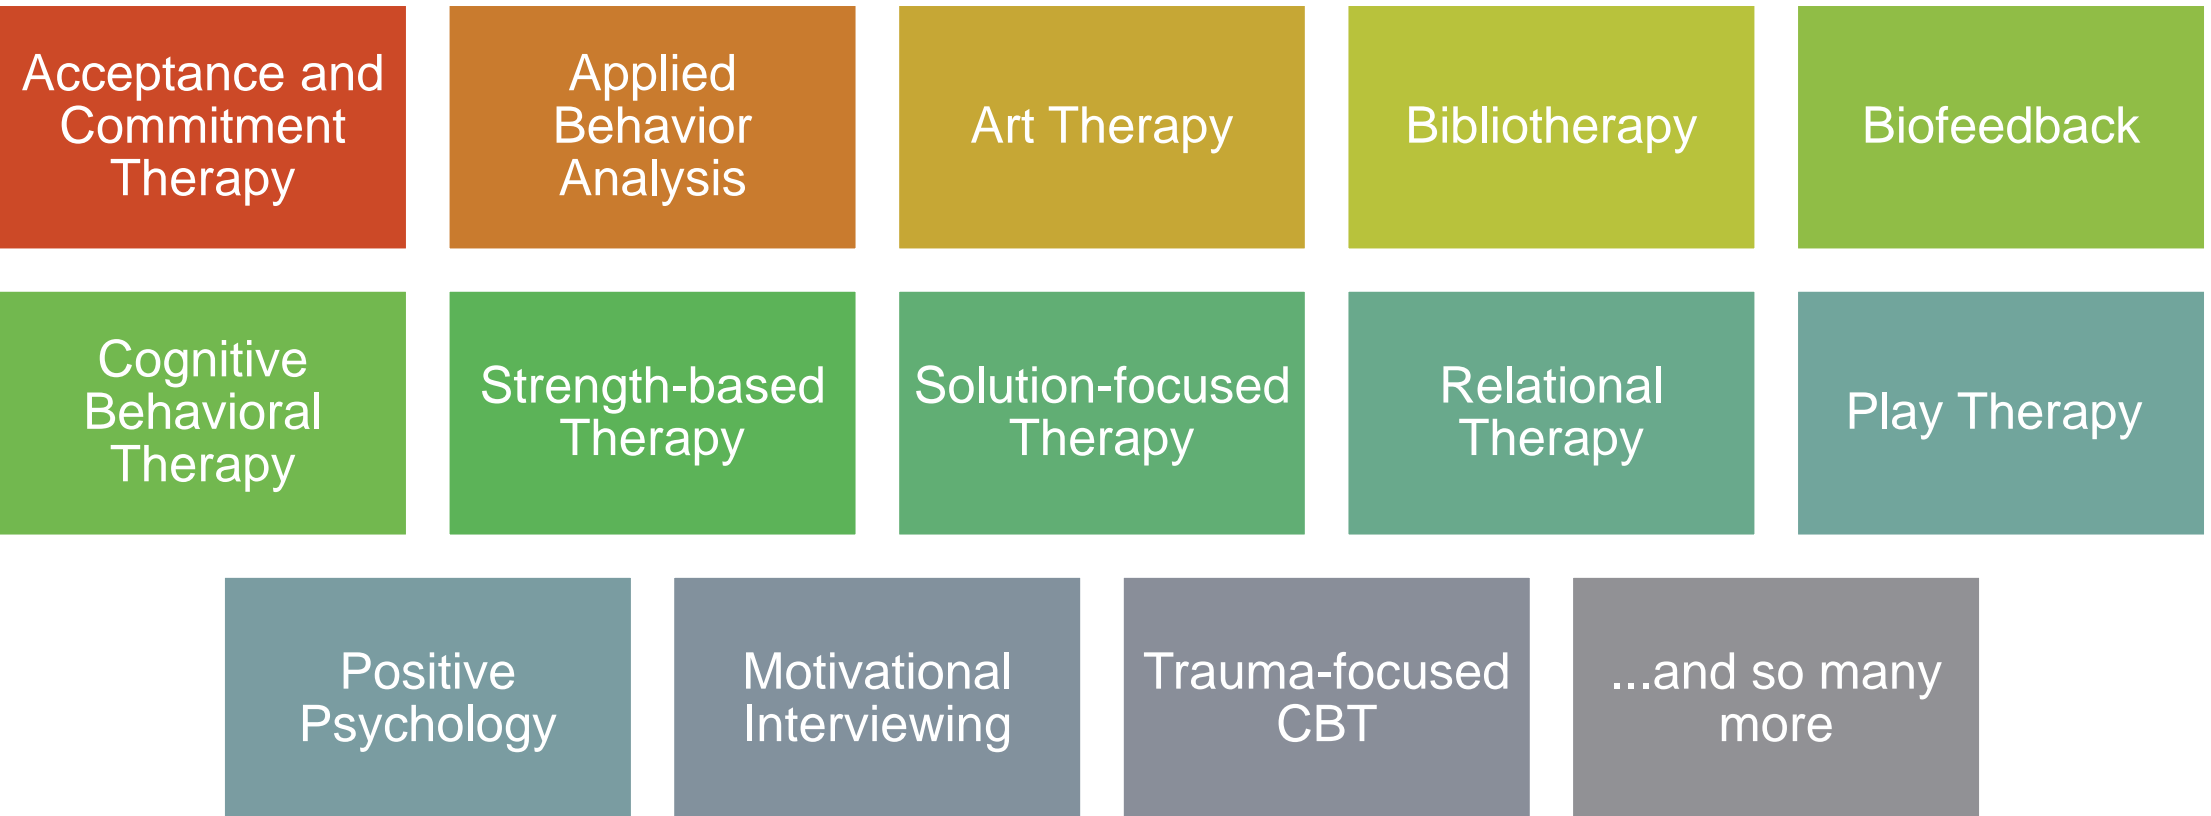 Acceptance and
Commitment
Therapy
Applied
Behavior
Analysis
Art Therapy
Bibliotherapy
Biofeedback
Cognitive
Behavioral
Therapy
Strength-based
Therapy
Solution-focused
Therapy
Relational
Therapy
Play Therapy
Positive
Psychology
Motivational
Interviewing
Trauma-focused
CBT
...and so many
more